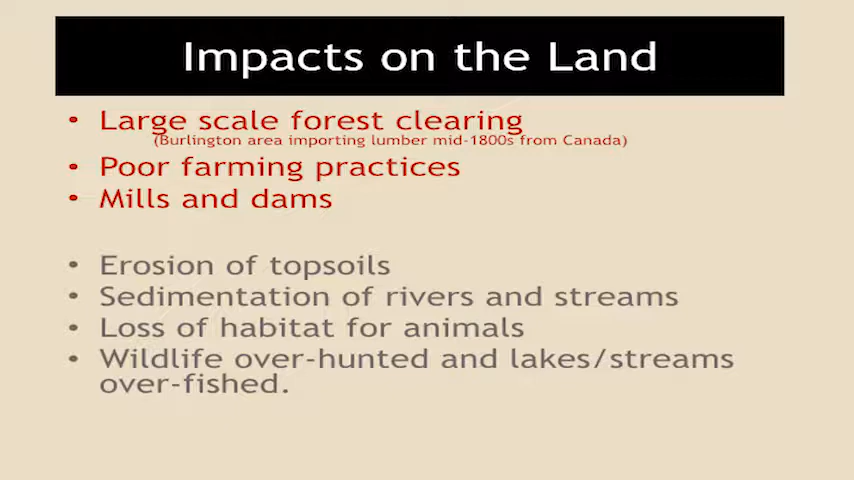 Impacts on the Land
• Large scale forest clearing
(Burlington area importing lumber mid-1800s from Canada)
• Poor farming practices
• Mills and dams
• Erosion of topsoils
• Sedimentation of rivers and streams
• Loss of habitat for animals
• Wildlife over-hunted and lakes/streams
over-fished.